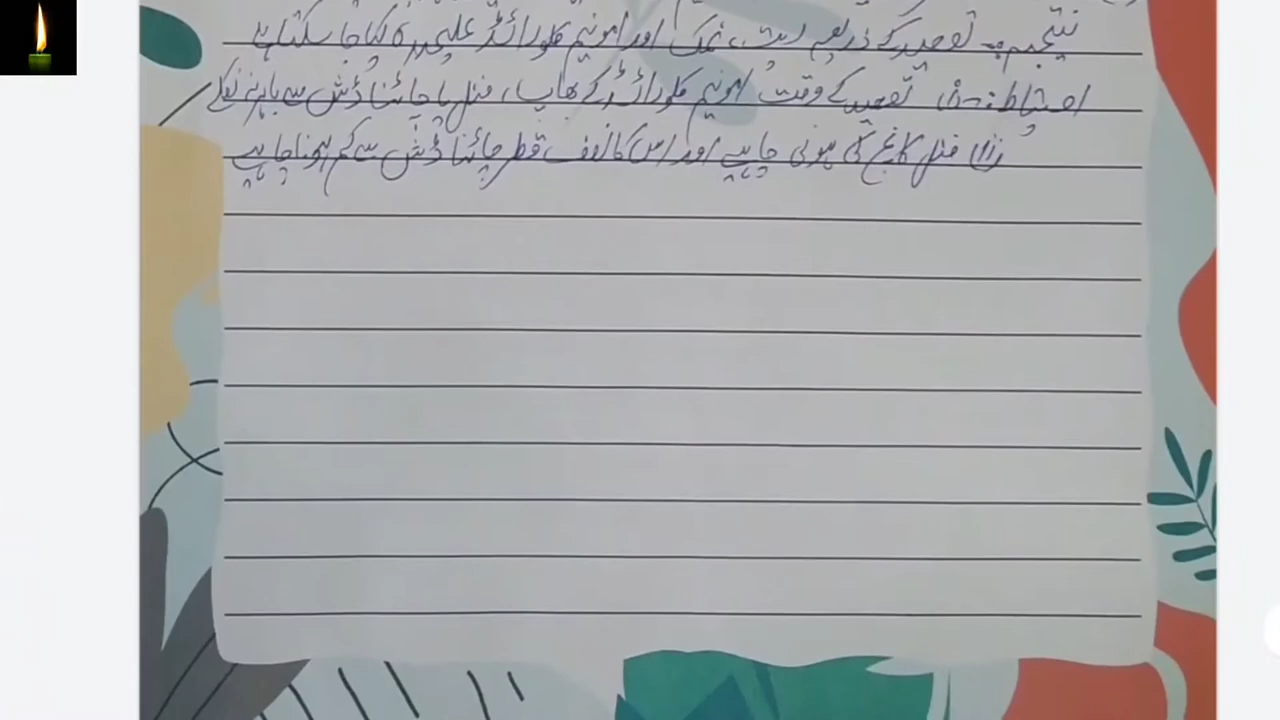 نتیجہ:۔ تصعید کے ذریعہ ریت، نمک اور امونیم کلورائڈ علیحدہ کیا جا سکتا ہے
احتیاط:۔ (i) تصعید کے وقت امونیم کلورائڈ کے بھاپ، فنل یا چائنا ڈش سے باہر نہ نکلے
(ii) فنل کانچ کی ہونی چاہیے اور اس کا نصف قطر چائنا ڈش سے کم ہونا چاہیے